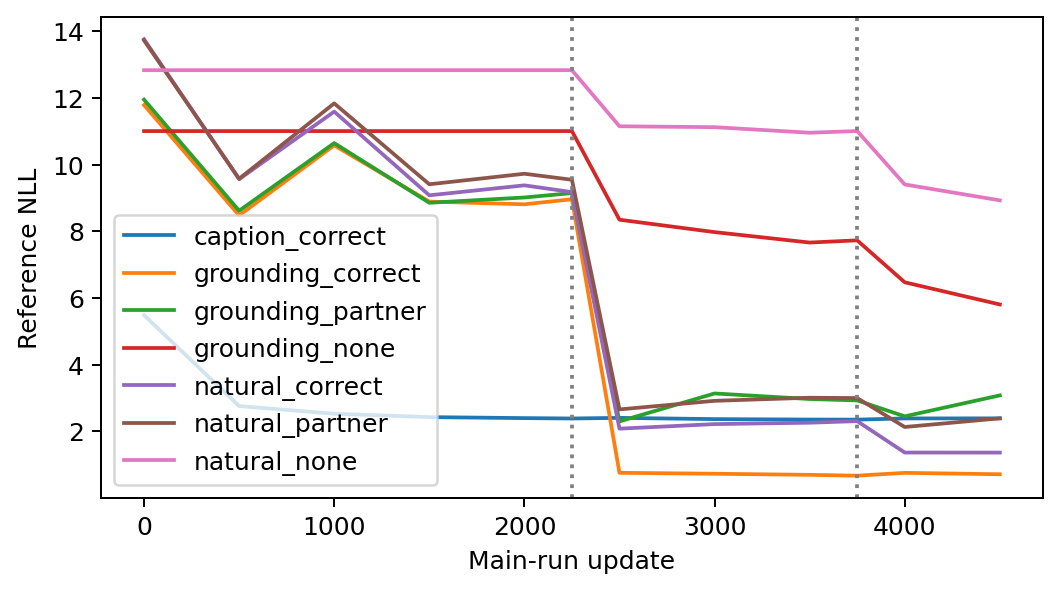 14
12
10
8
6
4
2
Reference NLL
caption_correct
grounding_correct
grounding_partner
grounding_none
natural_correct
natural_partner
natural_none
0
1000
2000
3000
4000
Main-run update